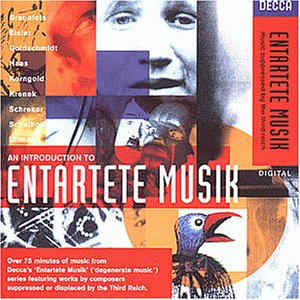 Braunfels
Eisler
Goldschmidt
Haas
Korngold
Krenek
Schreker
Schulhoff
Ullmann
DECCA
ENTARTETE MUSIK
music suppressed by the third reich
DIGITAL
AN INTRODUCTION TO
ENTARTETE MUSIK
Over 75 minutes of music from
Decca's 'Entartete Musik' ('degenerate music')
series featuring works by composers
suppressed or displaced by the Third Reich.